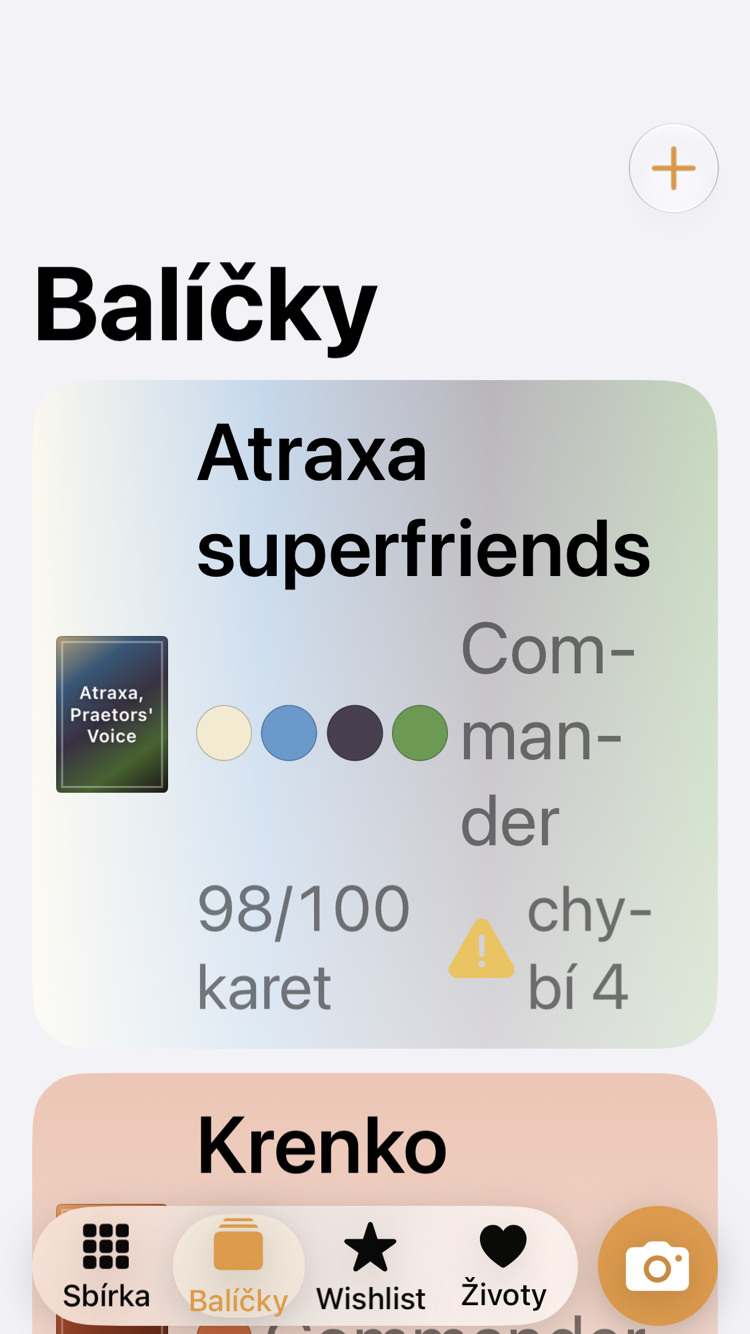 Balíčky
Atraxa
superfriends
Atraxa,
Praetors'
Voice
Com-
man-
der
98/100
karet
chy-
bí 4
Krenko
Commander
Sbírka
Balíčky
Wishlist
Životy